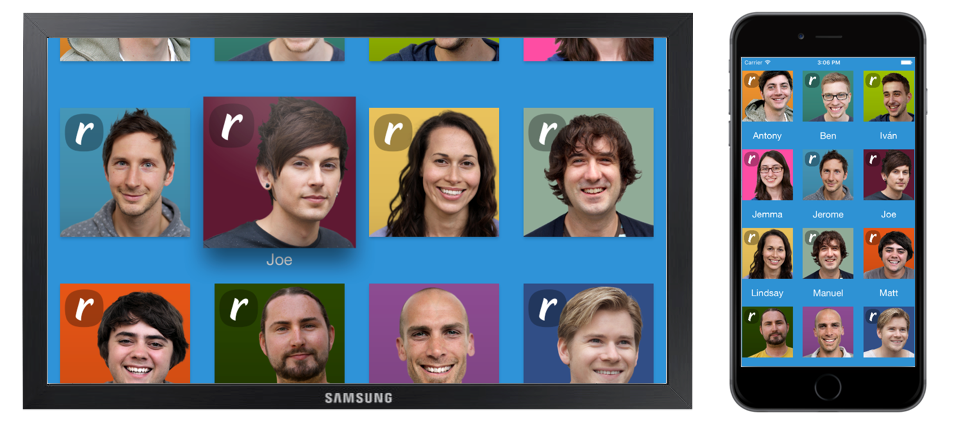 r r r r
Joe
r r r
SAMSUNG
Carrier 3:06 PM
r r r
Antony Ben Iván
r r r
Jemma Jerome Joe
r r r
Lindsay Manuel Matt
r r r